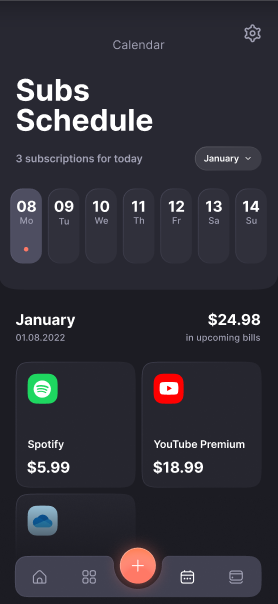 Calendar
Subs
Schedule
3 subscriptions for today
January
08 09 10 11 12 13 14
Mo Tu We Th Fr Sa Su
January $24.98
01.08.2022 in upcoming bills
Spotify YouTube Premium
$5.99 $18.99